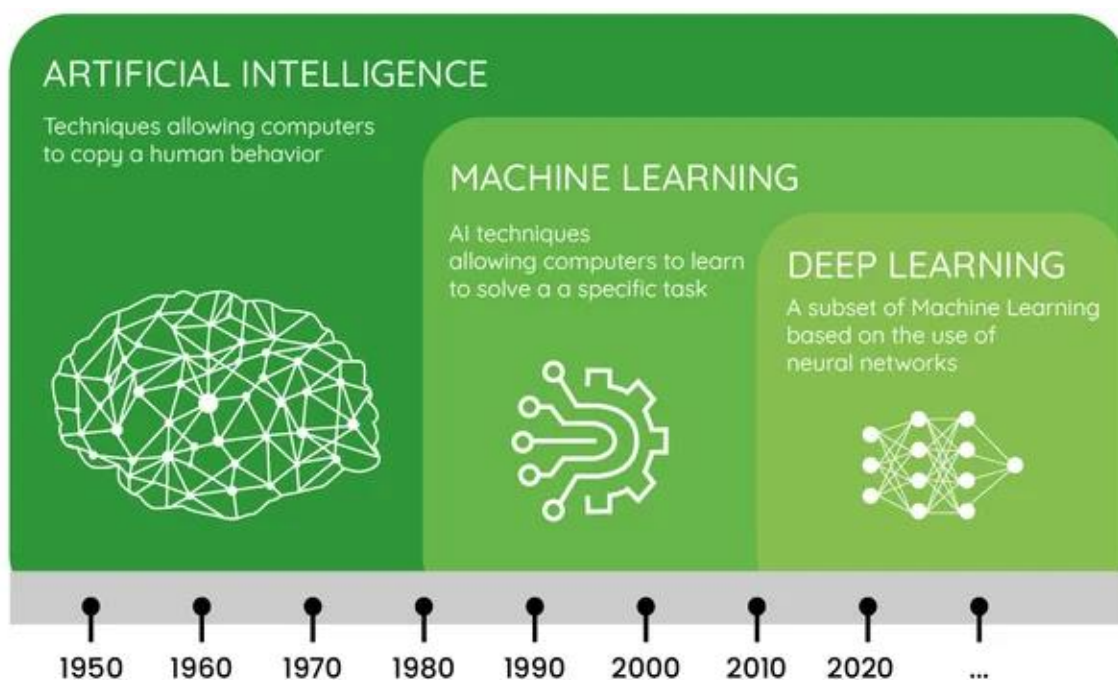 ARTIFICIAL INTELLIGENCE
Techniques allowing computers
to copy a human behavior
MACHINE LEARNING
AI techniques
allowing computers to learn
to solve a a specific task
DEEP LEARNING
A subset of Machine Learning
based on the use of
neural networks
1950 1960 1970 1980 1990 2000 2010 2020 ...